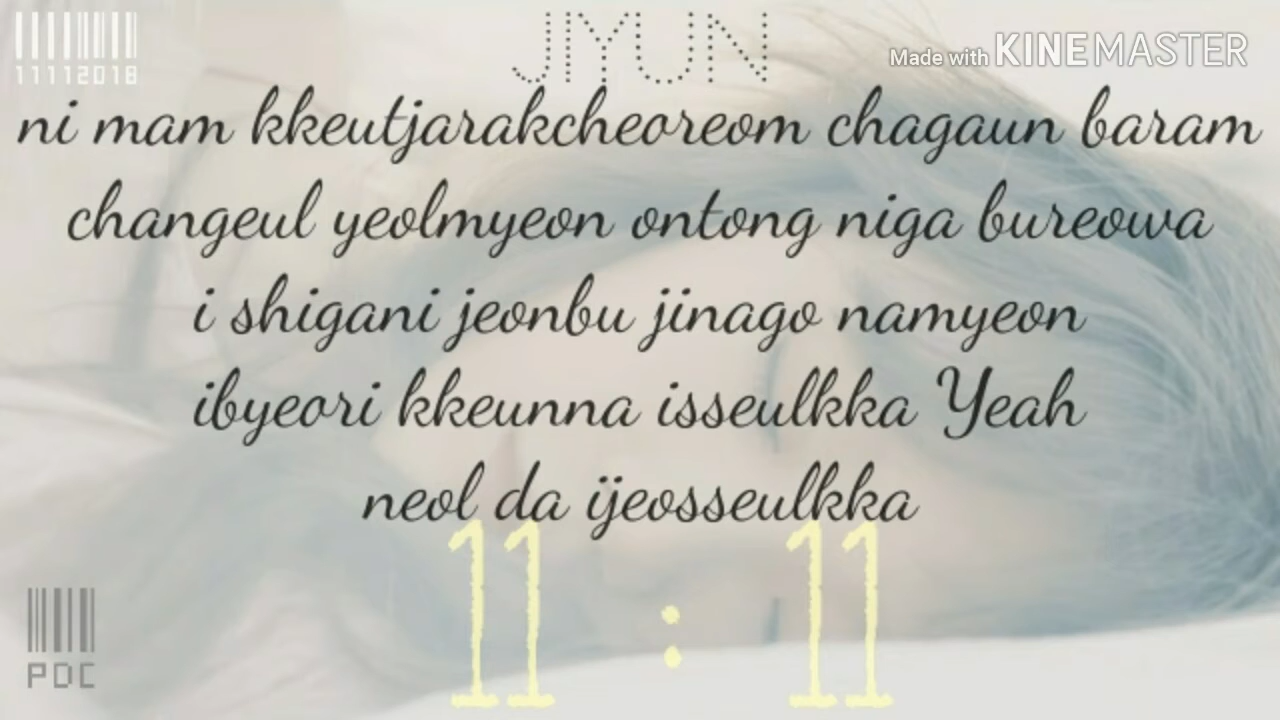 11112018
JIYUN
Made with KINEMASTER
ni mam kkeutjarakcheoreom chagaun baram
changeul yeolmyeon ontong niga bureowa
i shigani jeonbu jinago namyeon
ibyeori kkeunna isseulkka Yeah
neol da ijeosseulkka
11 : 11
PDC